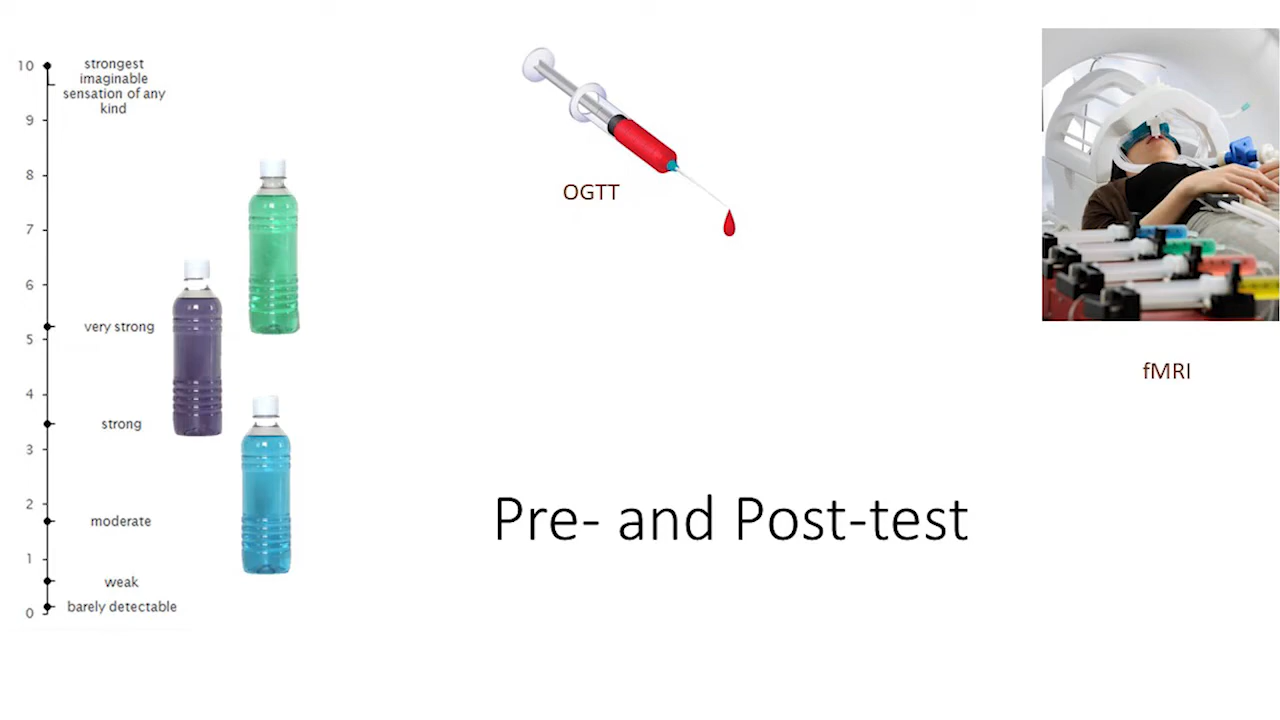 10
strongest
imaginable
sensation of any
kind
9
8
7
6
very strong
5
4
strong
3
2
moderate
1
weak
barely detectable
0
OGTT
fMRI
Pre- and Post-test